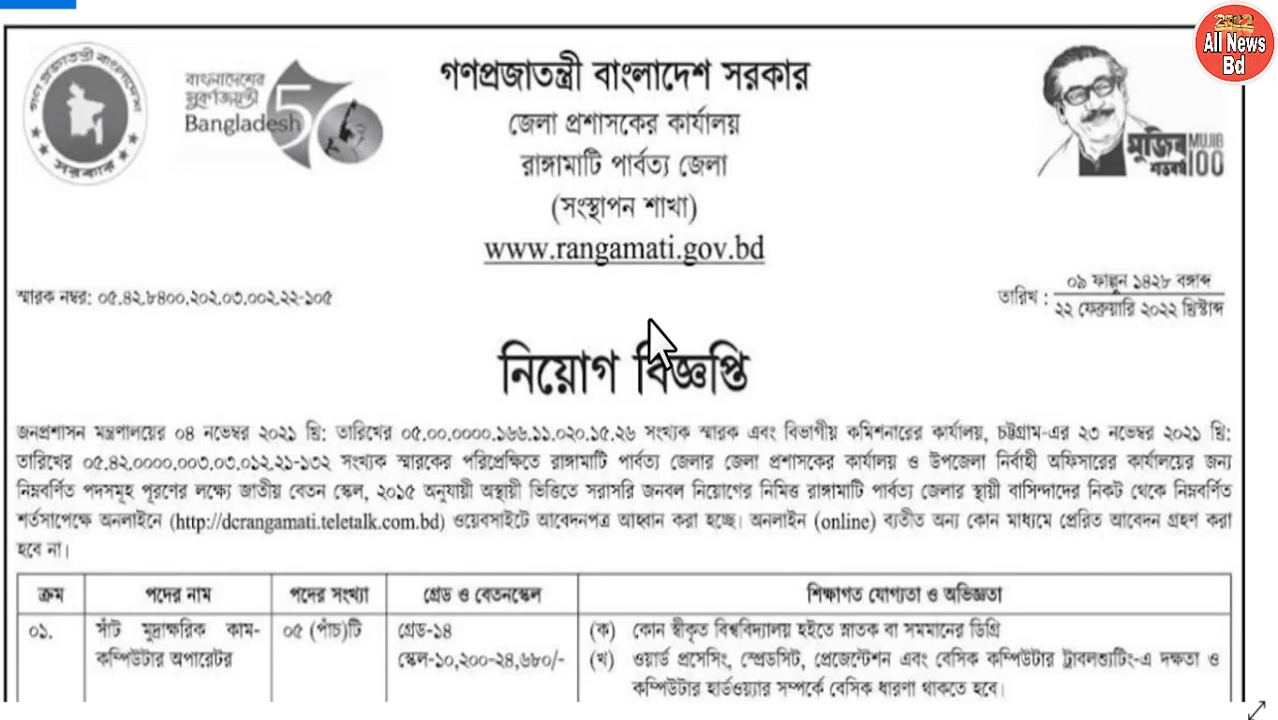 2022
All News
Bd
গণপ্রজাতন্ত্রী বাংলাদেশ সরকার
বাংলাদেশের
সুবর্ণজয়ন্তী
Bangladesh
50
গণপ্রজাতন্ত্রী বাংলাদেশ
সরকার
জেলা প্রশাসকের কার্যালয়
রাঙ্গামাটি পার্বত্য জেলা
(সংস্থাপন শাখা)
www.rangamati.gov.bd
মুজিব MUJIB
শতবর্ষ 100
স্মারক নম্বর: ০৫.৪২.৮৪০০.২০২.০৩.০০২.২২-১০৫
০৯ ফাল্গুন ১৪২৮ বঙ্গাব্দ
তারিখ :
২২ ফেব্রুয়ারি ২০২২ খ্রিস্টাব্দ
নিয়োগ বিজ্ঞপ্তি
জনপ্রশাসন মন্ত্রণালয়ের ০৪ নভেম্বর ২০২১ খ্রি: তারিখের ০৫.০০.০০০০.১৬৬.১১.০২০.১৫.২৬ সংখ্যক স্মারক এবং বিভাগীয় কমিশনারের কার্যালয়, চট্টগ্রাম-এর ২৩ নভেম্বর ২০২১ খ্রি:
তারিখের ০৫.৪২.০০০০.০০৩.০৩.০১২.২১-১৩২ সংখ্যক স্মারকের পরিপ্রেক্ষিতে রাঙ্গামাটি পার্বত্য জেলার জেলা প্রশাসকের কার্যালয় ও উপজেলা নির্বাহী অফিসারের কার্যালয়ের জন্য
নিম্নবর্ণিত পদসমূহ পূরণের লক্ষ্যে জাতীয় বেতন স্কেল, ২০১৫ অনুযায়ী অস্থায়ী ভিত্তিতে সরাসরি জনবল নিয়োগের নিমিত্ত রাঙ্গামাটি পার্বত্য জেলার স্থায়ী বাসিন্দাদের নিকট থেকে নিম্নবর্ণিত
শর্তসাপেক্ষে অনলাইনে (http://dcrangamati.teletalk.com.bd) ওয়েবসাইটে আবেদনপত্র আহ্বান করা হচ্ছে। অনলাইন (online) ব্যতীত অন্য কোন মাধ্যমে প্রেরিত আবেদন গ্রহণ করা
হবে না।
ক্রম পদের নাম পদের সংখ্যা গ্রেড ও বেতনস্কেল শিক্ষাগত যোগ্যতা ও অভিজ্ঞতা
০১. সাঁট মুদ্রাক্ষরিক কাম- ০৫ (পাঁচ)টি গ্রেড-১৪ (ক) কোন স্বীকৃত বিশ্ববিদ্যালয় হইতে স্নাতক বা সমমানের ডিগ্রি
কম্পিউটার অপারেটর স্কেল-১০,২০০-২৪,৬৮০/- (খ) ওয়ার্ড প্রসেসিং, স্প্রেডসিট, প্রেজেন্টেশন এবং বেসিক কম্পিউটার ট্রাবলশ্যুটিং-এ দক্ষতা ও
কম্পিউটার হার্ডওয়্যার সম্পর্কে বেসিক ধারণা থাকতে হবে।